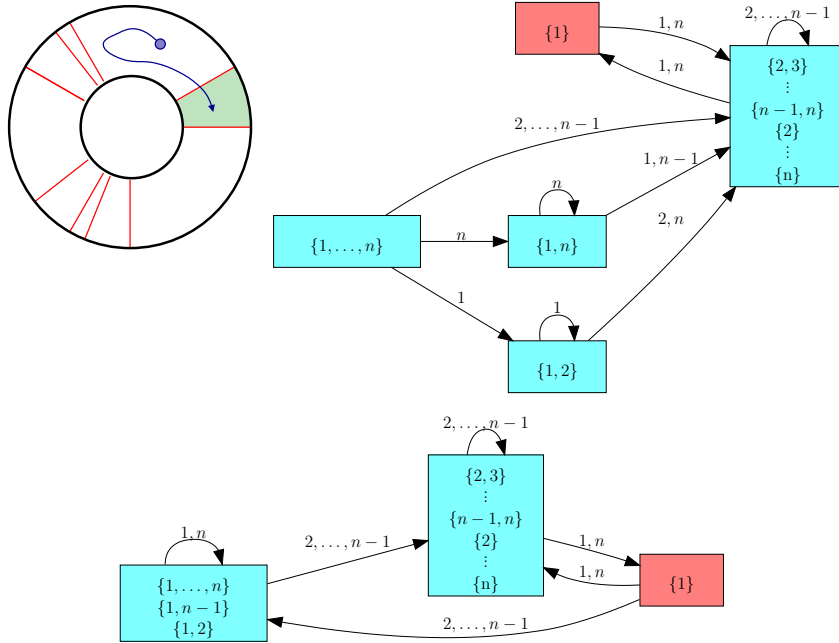 {1}
1, n
1, n
2, ..., n − 1
{2, 3}
⋮
{n − 1, n}
{2}
⋮
{n}
2, ..., n − 1
1, n − 1
n
{1, ..., n}
n
{1, n}
2, n
1
1
{1, 2}
2, ..., n − 1
{2, 3}
⋮
{n − 1, n}
{2}
⋮
{n}
1, n
2, ..., n − 1
1, n
1, n
{1}
{1, ..., n}
{1, n − 1}
{1, 2}
2, ..., n − 1